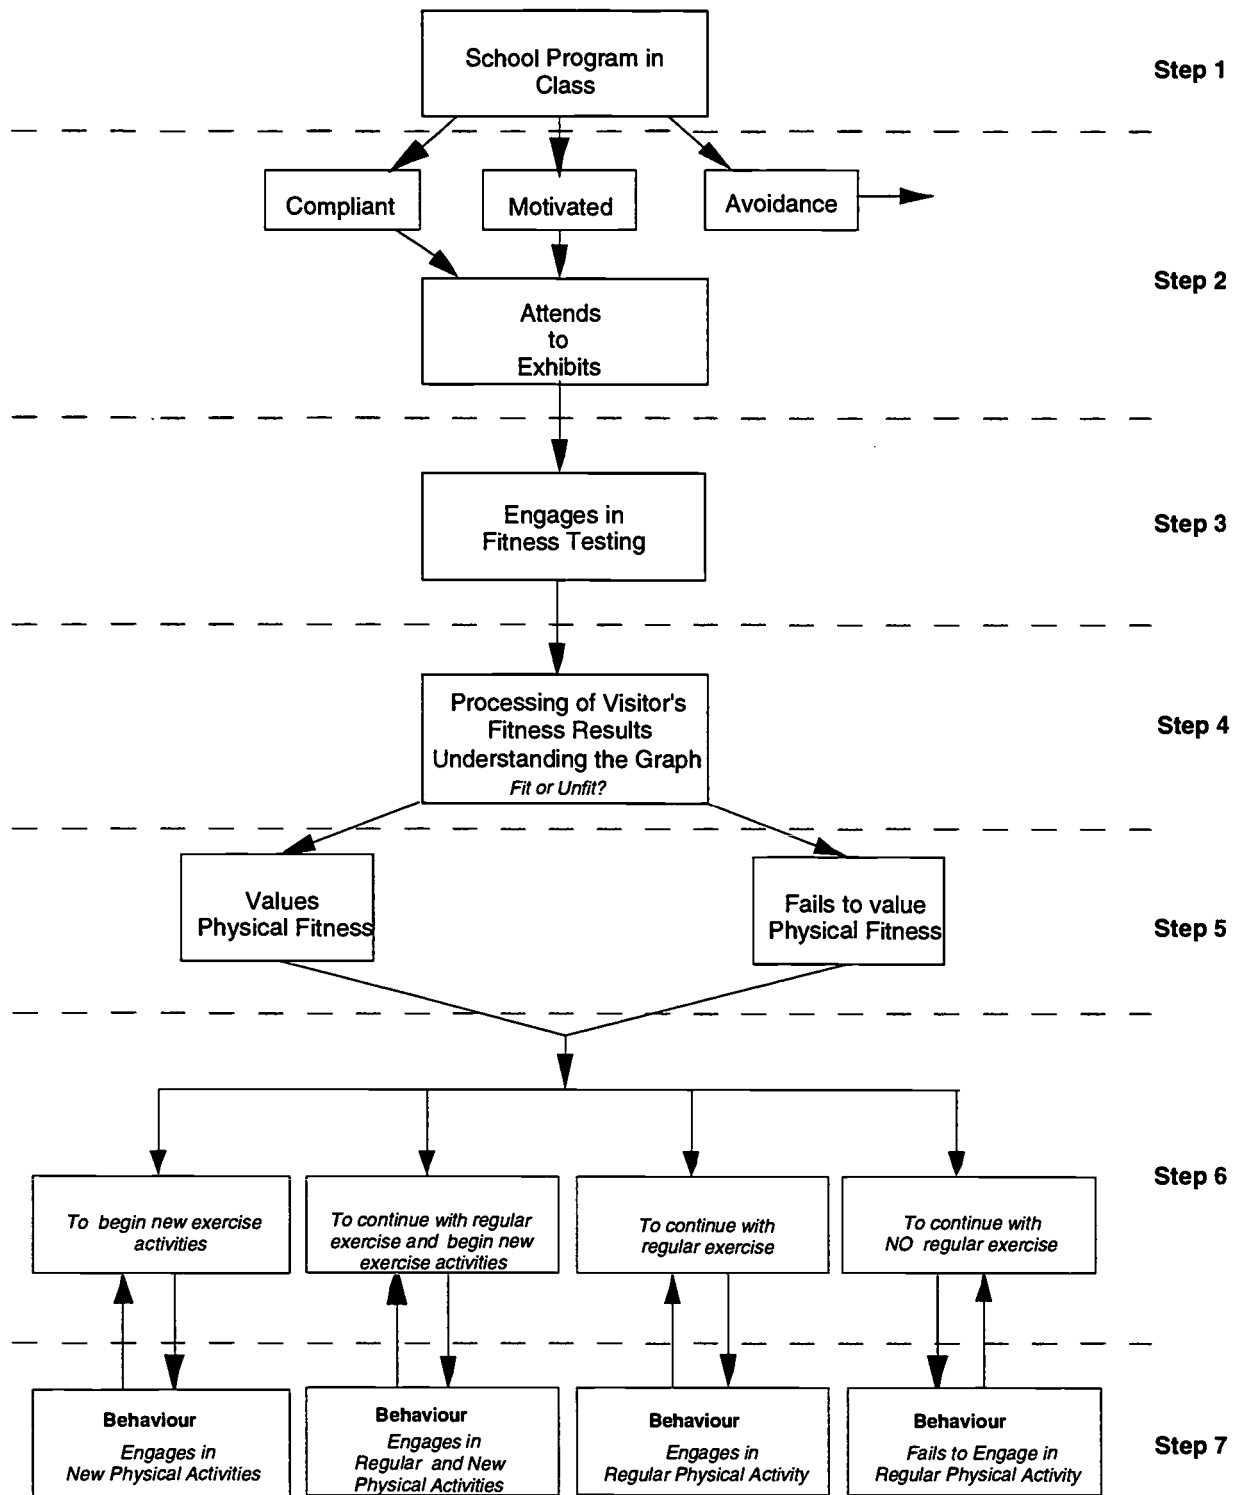 School Program in
Class
Step 1
Compliant
Motivated
Avoidance
Attends
to
Exhibits
Step 2
Engages in
Fitness Testing
Step 3
Processing of Visitor's
Fitness Results
Understanding the Graph
Fit or Unfit?
Step 4
Values
Physical Fitness
Fails to value
Physical Fitness
Step 5
To begin new exercise
activities
To continue with regular
exercise and begin new
exercise activities
To continue with
regular exercise
To continue with
NO regular exercise
Step 6
Behaviour
Engages in
New Physical Activities
Behaviour
Engages in
Regular and New
Physical Activities
Behaviour
Engages in
Regular Physical Activity
Behaviour
Fails to Engage in
Regular Physical Activity
Step 7